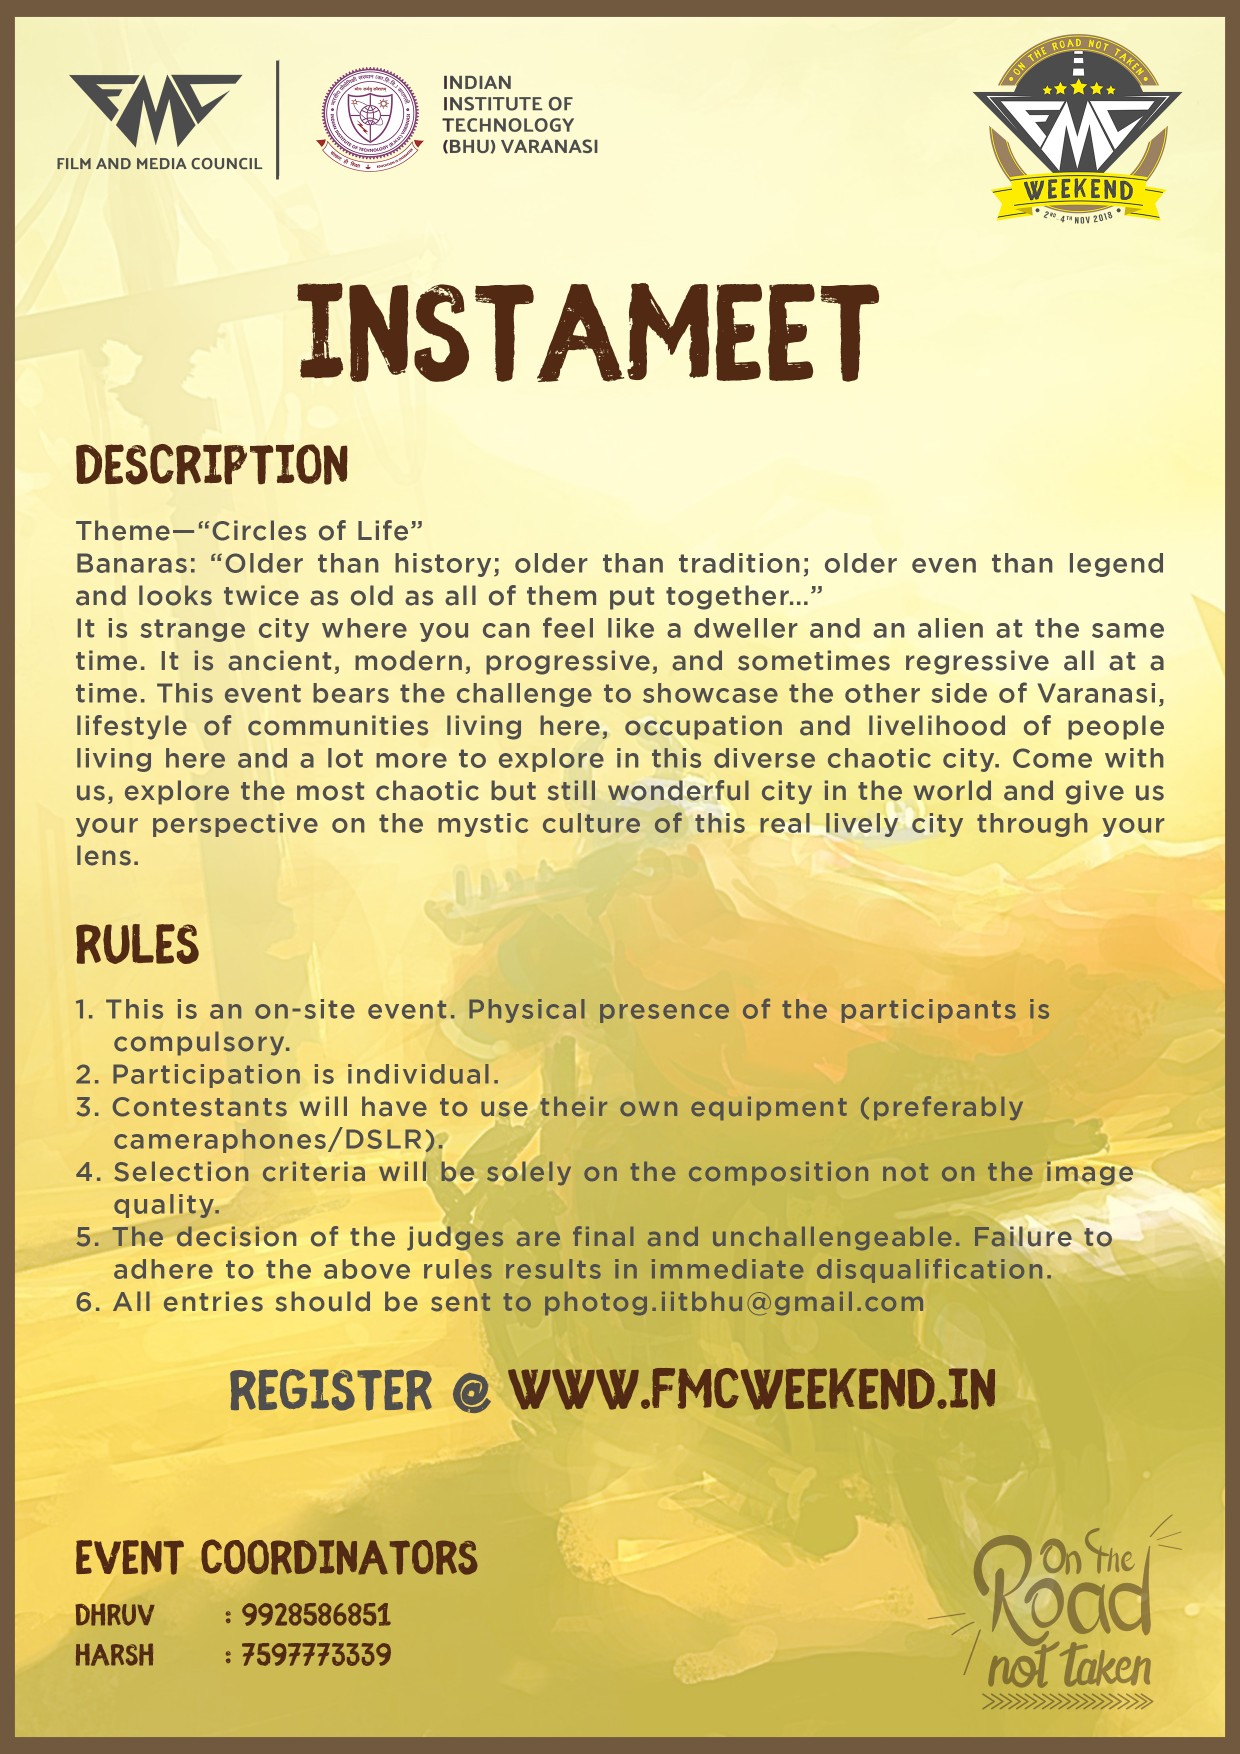 FMC
FILM AND MEDIA COUNCIL
INDIAN
INSTITUTE OF
TECHNOLOGY
(BHU) VARANASI
ON THE ROAD NOT TAKEN
FMC
WEEKEND
2ND - 4TH NOV 2018
INSTAMEET
DESCRIPTION
Theme—“Circles of Life”
Banaras: “Older than history; older than tradition; older even than legend
and looks twice as old as all of them put together...”
It is strange city where you can feel like a dweller and an alien at the same
time. It is ancient, modern, progressive, and sometimes regressive all at a
time. This event bears the challenge to showcase the other side of Varanasi,
lifestyle of communities living here, occupation and livelihood of people
living here and a lot more to explore in this diverse chaotic city. Come with
us, explore the most chaotic but still wonderful city in the world and give us
your perspective on the mystic culture of this real lively city through your
lens.
RULES
1. This is an on-site event. Physical presence of the participants is
compulsory.
2. Participation is individual.
3. Contestants will have to use their own equipment (preferably
cameraphones/DSLR).
4. Selection criteria will be solely on the composition not on the image
quality.
5. The decision of the judges are final and unchallengeable. Failure to
adhere to the above rules results in immediate disqualification.
6. All entries should be sent to photog.iitbhu@gmail.com
REGISTER @ WWW.FMCWEEKEND.IN
EVENT COORDINATORS
DHRUV : 9928586851
HARSH : 7597773339
On The
Road
not taken